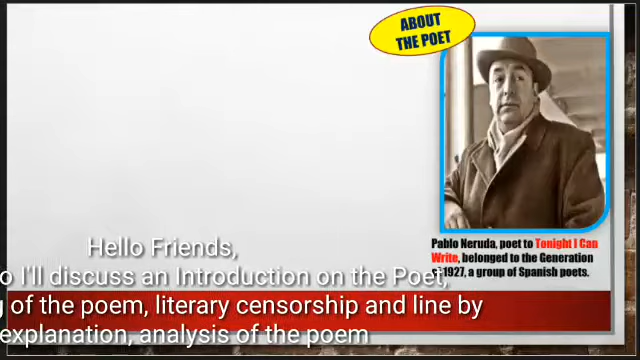 ABOUT
THE POET
Pablo Neruda, poet to Tonight I Can
Write, belonged to the Generation
of 1927, a group of Spanish poets.
Hello Friends,
I'll discuss an Introduction on the Poet,
of the poem, literary censorship and line by
explanation, analysis of the poem